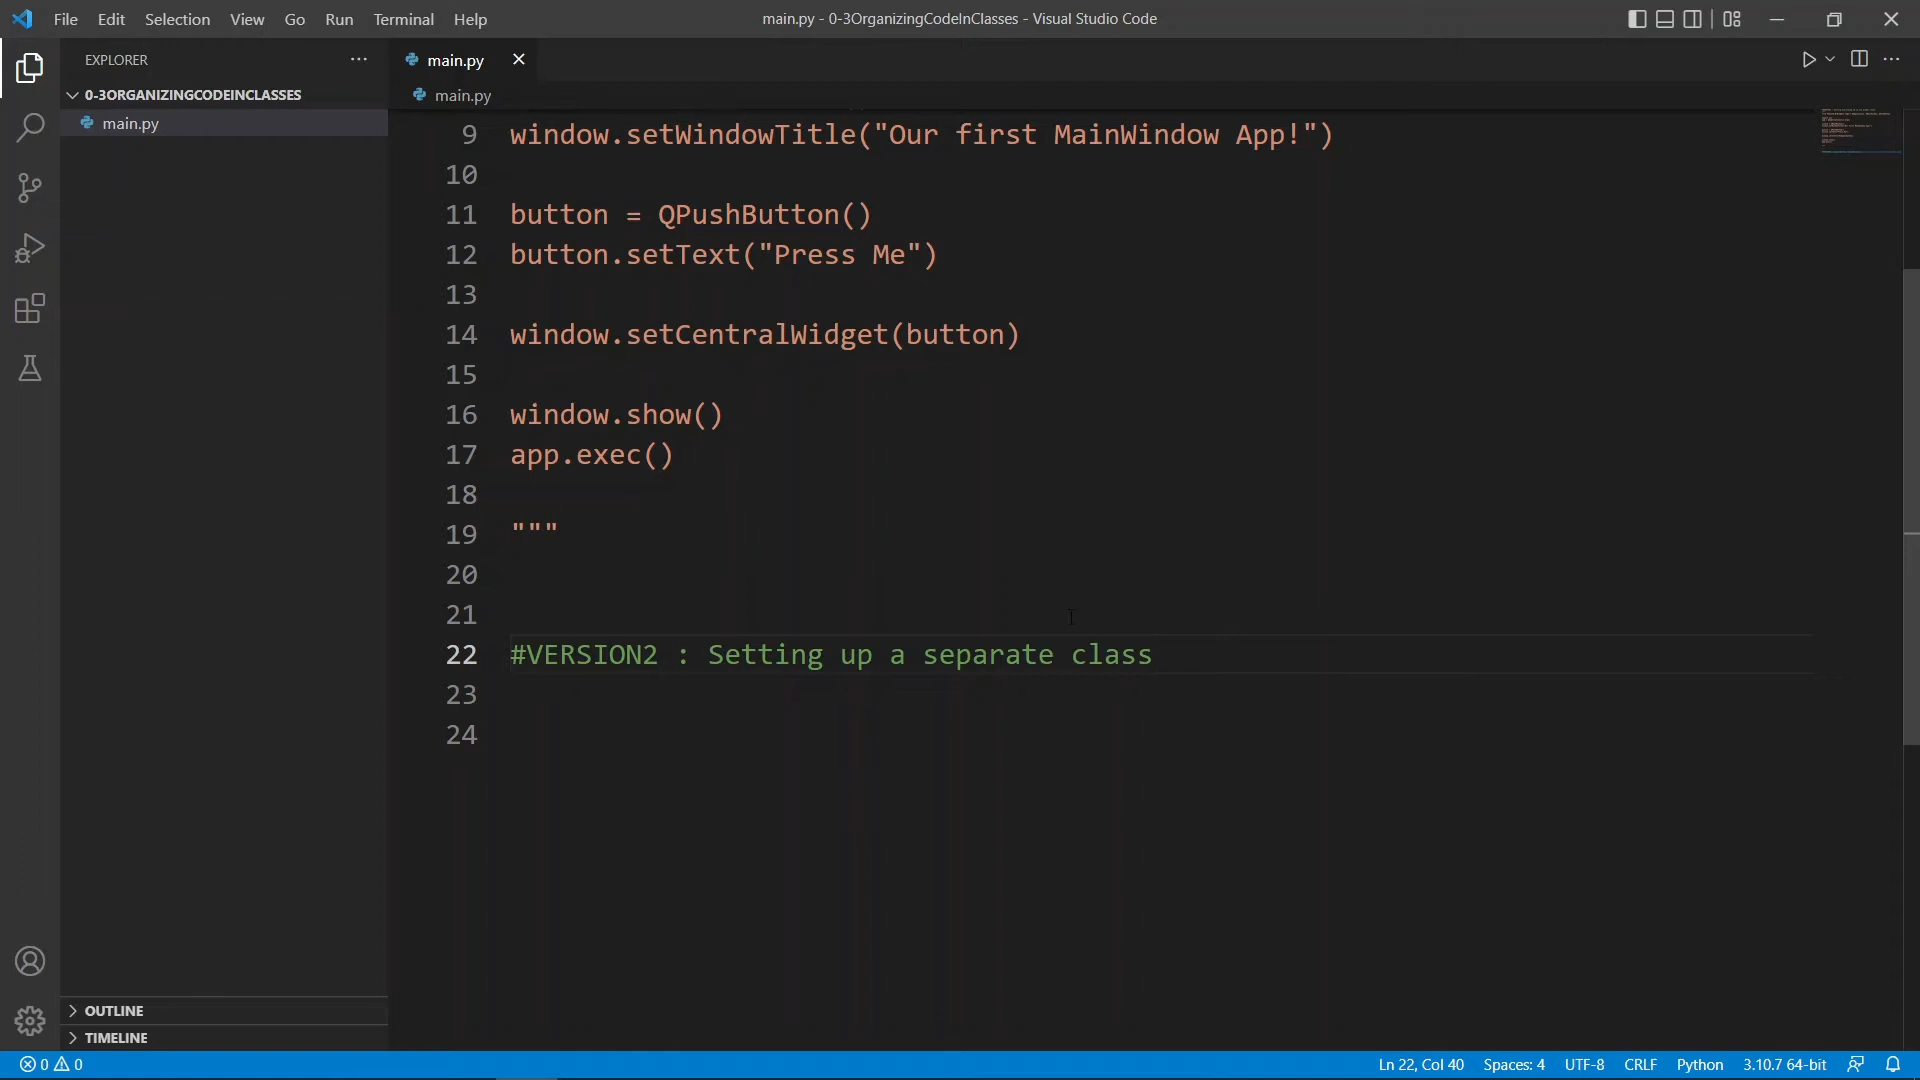 File Edit Selection View Go Run Terminal Help
main.py - 0-3OrganizingCodeInClasses - Visual Studio Code
EXPLORER
0-3ORGANIZINGCODEINCLASSES
main.py
OUTLINE
TIMELINE
main.py
main.py
9 window.setWindowTitle("Our first MainWindow App!")
10
11 button = QPushButton()
12 button.setText("Press Me")
13
14 window.setCentralWidget(button)
15
16 window.show()
17 app.exec()
18
19 """
20
21
22 #VERSION2 : Setting up a separate class
23
24
0 0
Ln 22, Col 40 Spaces: 4 UTF-8 CRLF Python 3.10.7 64-bit